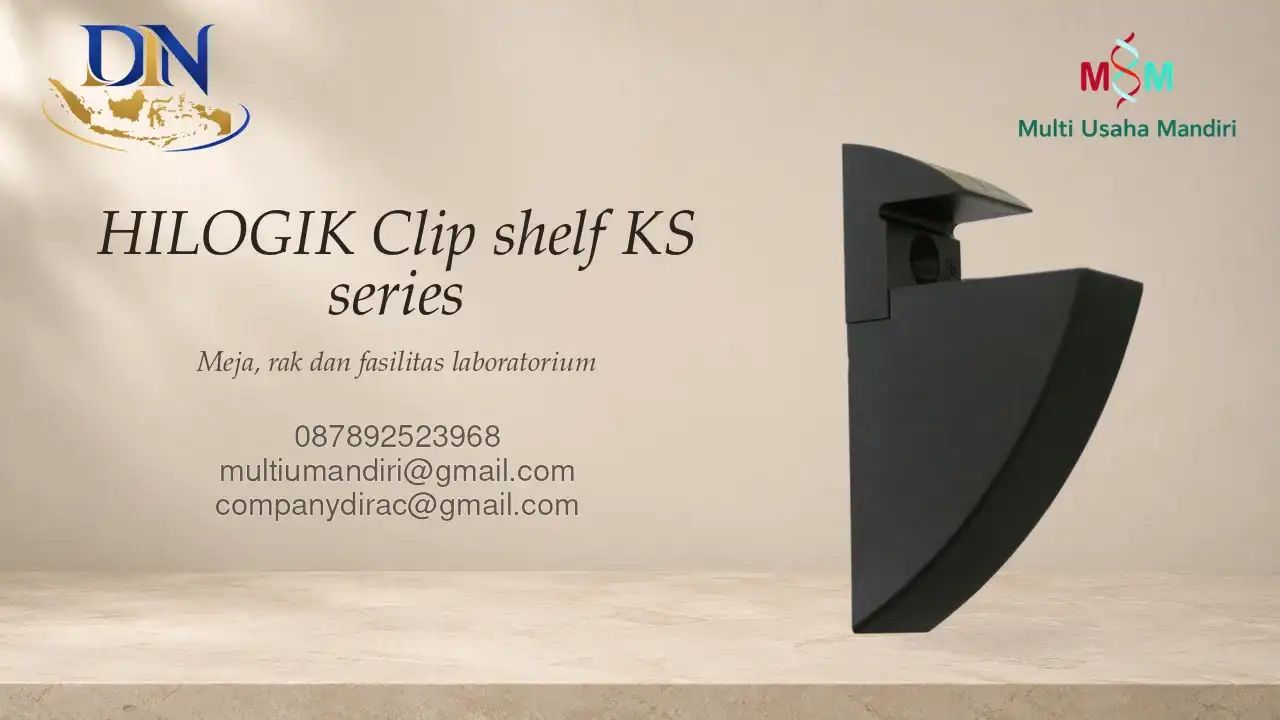 DIN
MSM
Multi Usaha Mandiri
HILOGIK Clip shelf KS
series
Meja, rak dan fasilitas laboratorium
087892523968
multiumandiri@gmail.com
companydirac@gmail.com